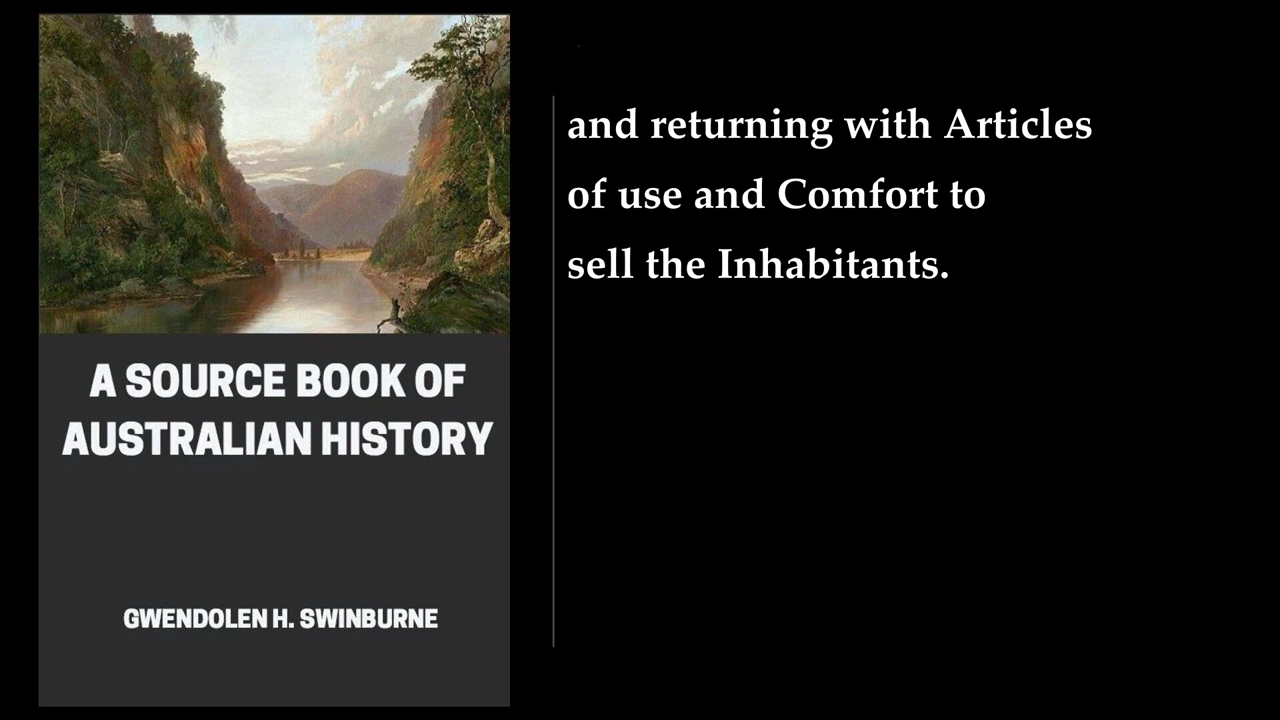 A SOURCE BOOK OF
AUSTRALIAN HISTORY
GWENDOLEN H. SWINBURNE
and returning with Articles
of use and Comfort to
sell the Inhabitants.